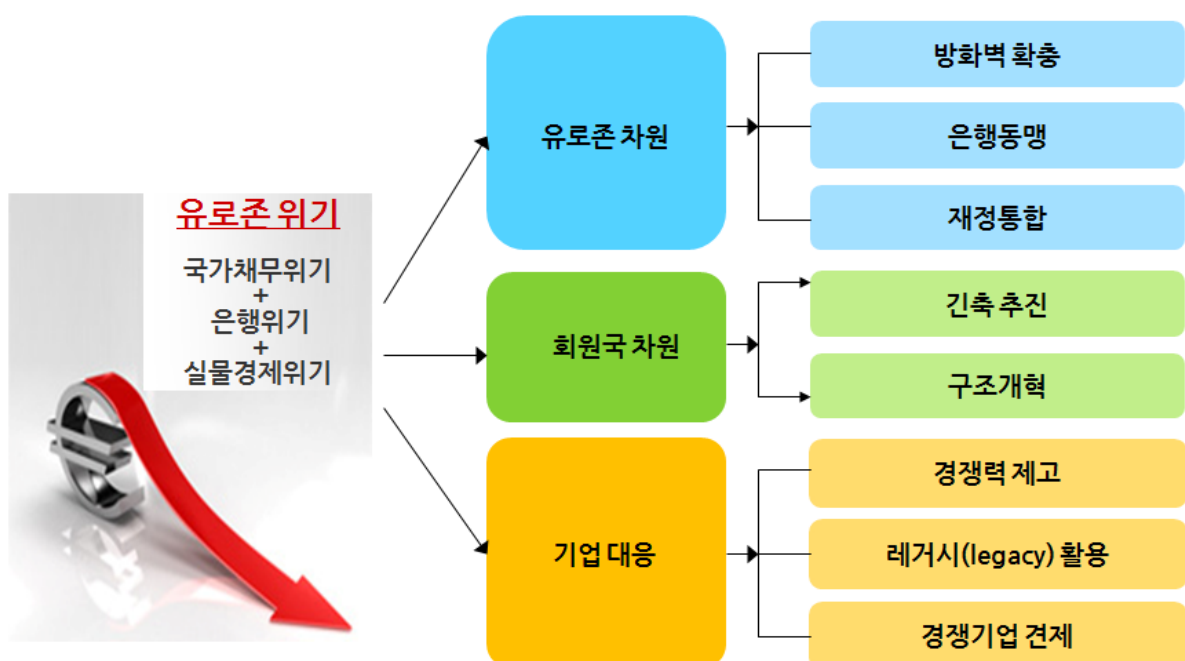 유로존 위기
국가채무위기
+
은행위기
+
실물경제위기
유로존 차원
방화벽 확충
은행동맹
재정통합
회원국 차원
긴축 추진
구조개혁
기업 대응
경쟁력 제고
레거시(legacy) 활용
경쟁기업 견제